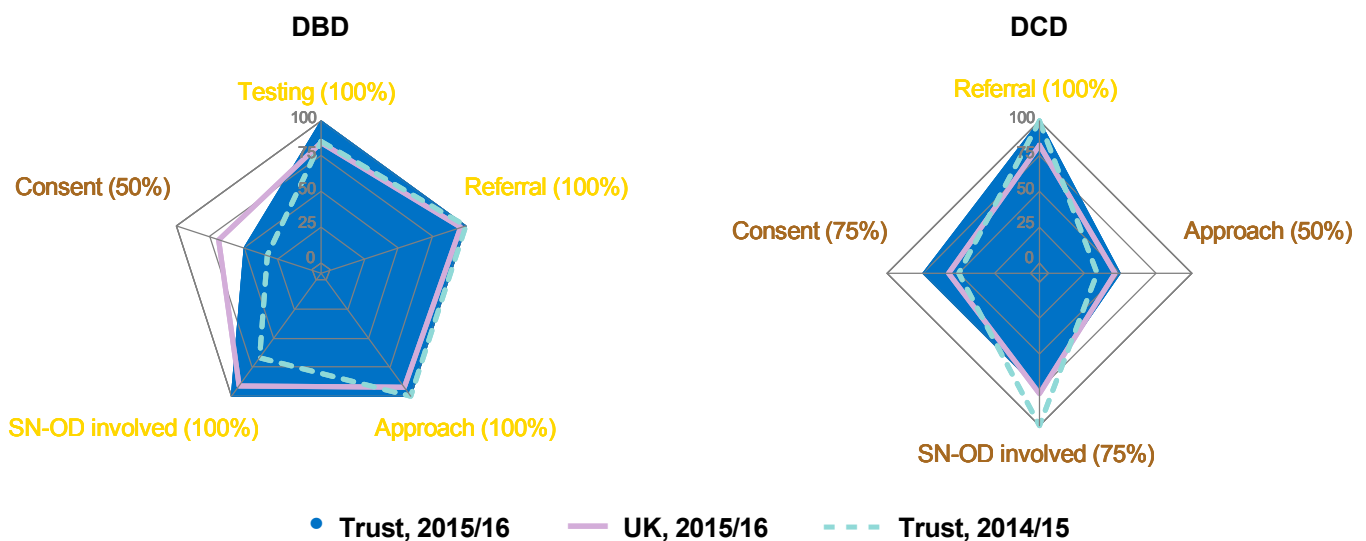 DBD
Testing (100%)
100
75
50
25
0
Consent (50%)
Referral (100%)
SN-OD involved (100%)
Approach (100%)
DCD
Referral (100%)
100
75
50
25
0
Consent (75%)
Approach (50%)
SN-OD involved (75%)
Trust, 2015/16
UK, 2015/16
Trust, 2014/15